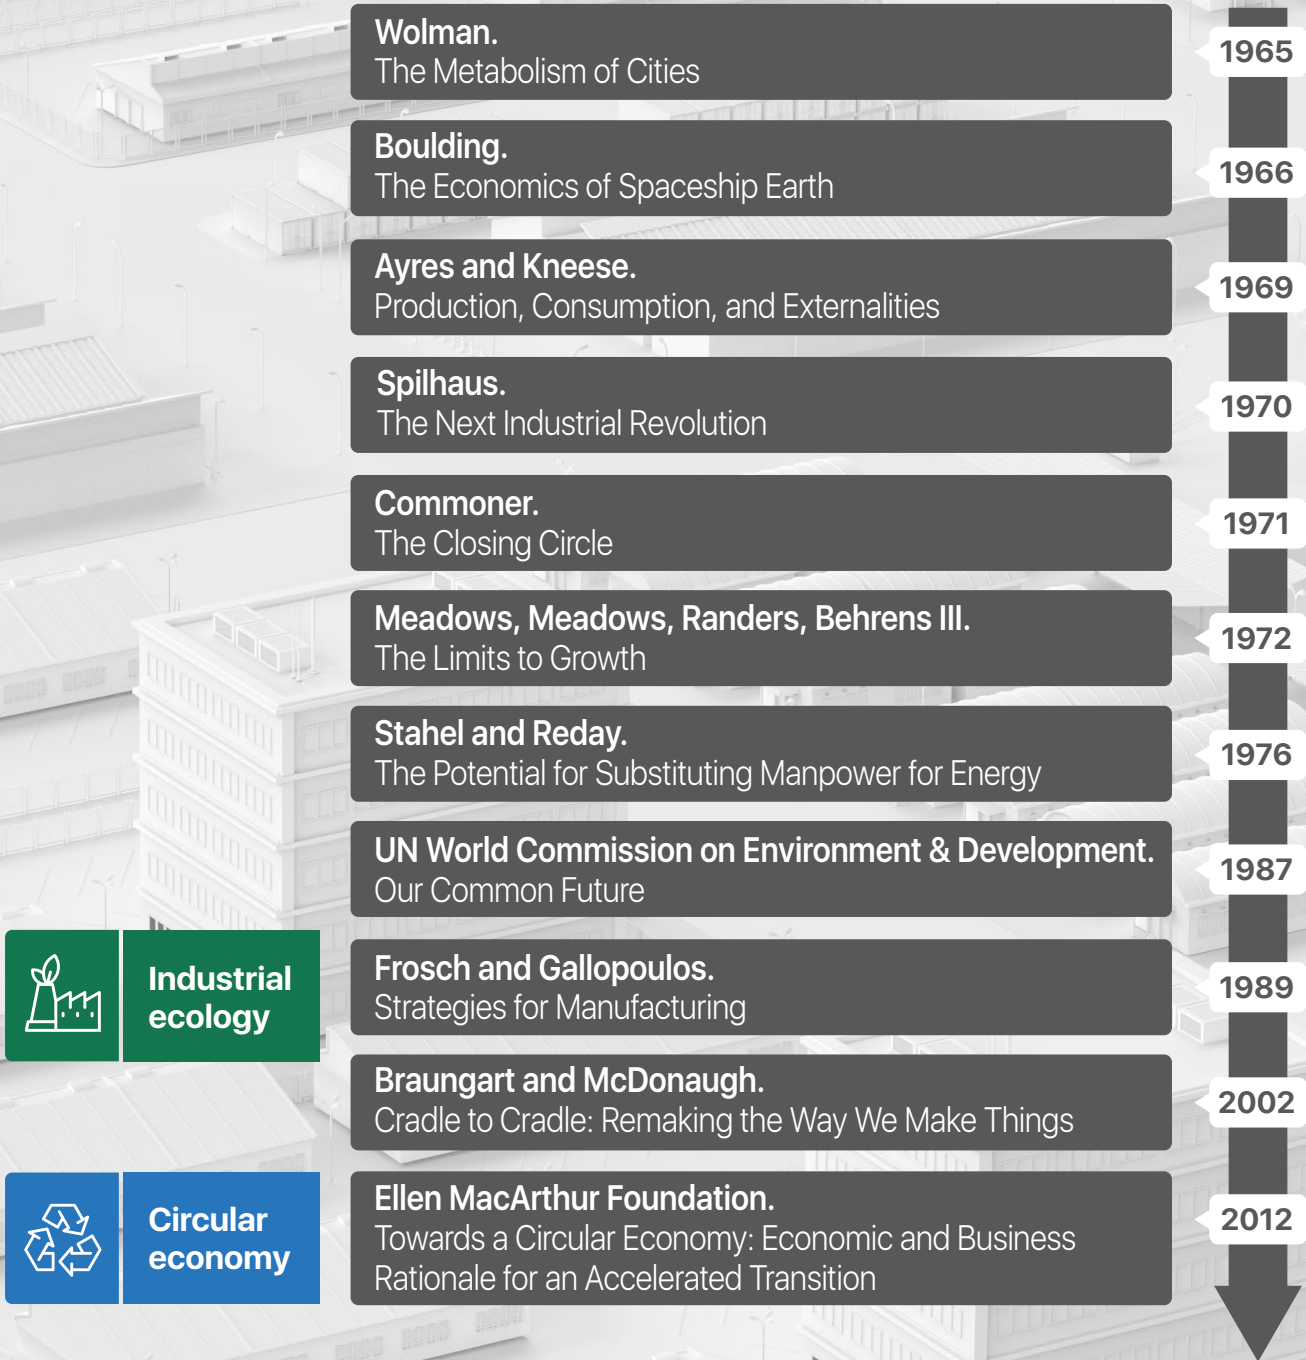 Wolman.
The Metabolism of Cities
1965
Boulding.
The Economics of Spaceship Earth
1966
Ayres and Kneese.
Production, Consumption, and Externalities
1969
Spilhaus.
The Next Industrial Revolution
1970
Commoner.
The Closing Circle
1971
Meadows, Meadows, Randers, Behrens III.
The Limits to Growth
1972
Stahel and Reday.
The Potential for Substituting Manpower for Energy
1976
UN World Commission on Environment & Development.
Our Common Future
1987
Industrial
ecology
Frosch and Gallopoulos.
Strategies for Manufacturing
1989
Braungart and McDonaugh.
Cradle to Cradle: Remaking the Way We Make Things
2002
Circular
economy
Ellen MacArthur Foundation.
Towards a Circular Economy: Economic and Business
Rationale for an Accelerated Transition
2012